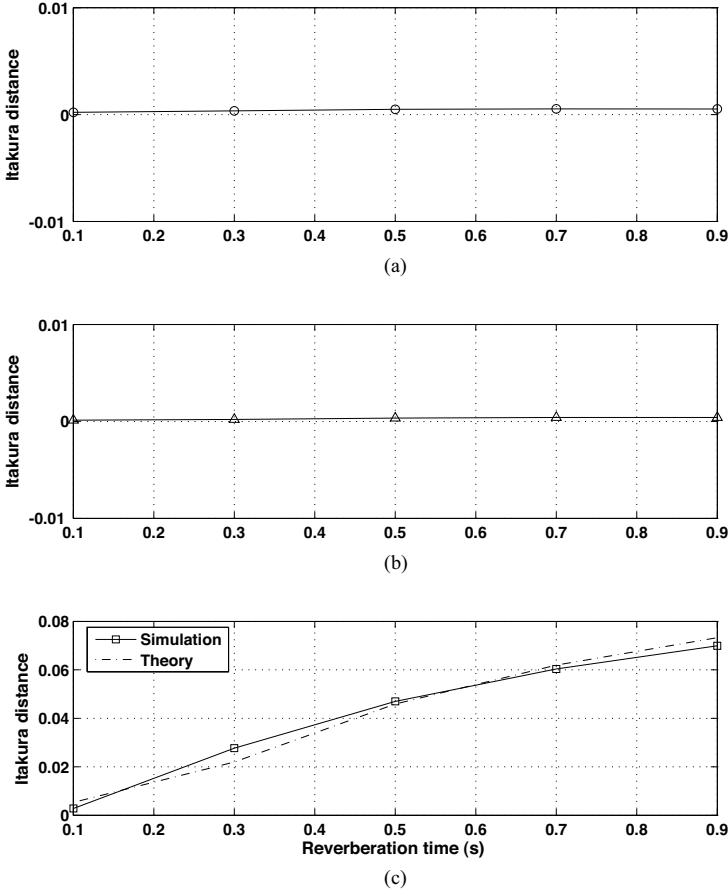 0.01
Itakura distance
0
-0.01
0.1 0.2 0.3 0.4 0.5 0.6 0.7 0.8 0.9
(a)
0.01
Itakura distance
0
-0.01
0.1 0.2 0.3 0.4 0.5 0.6 0.7 0.8 0.9
(b)
0.08
Simulation
Theory
0.06
Itakura distance
0.04
0.02
0
0.1 0.2 0.3 0.4 0.5 0.6 0.7 0.8 0.9
Reverberation time (s)
(c)